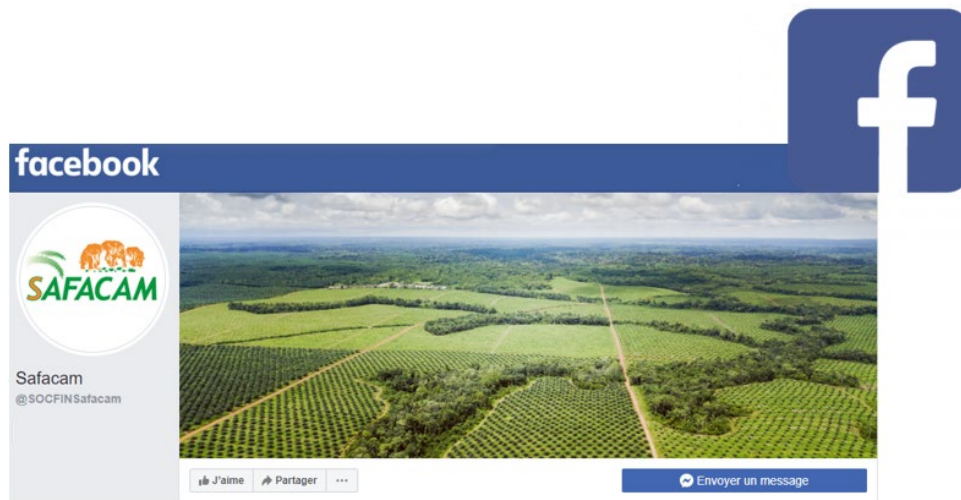 f
facebook
SAFACAM
Safacam
@SOCFINSafacam
J'aime
Partager
...
Envoyer un message